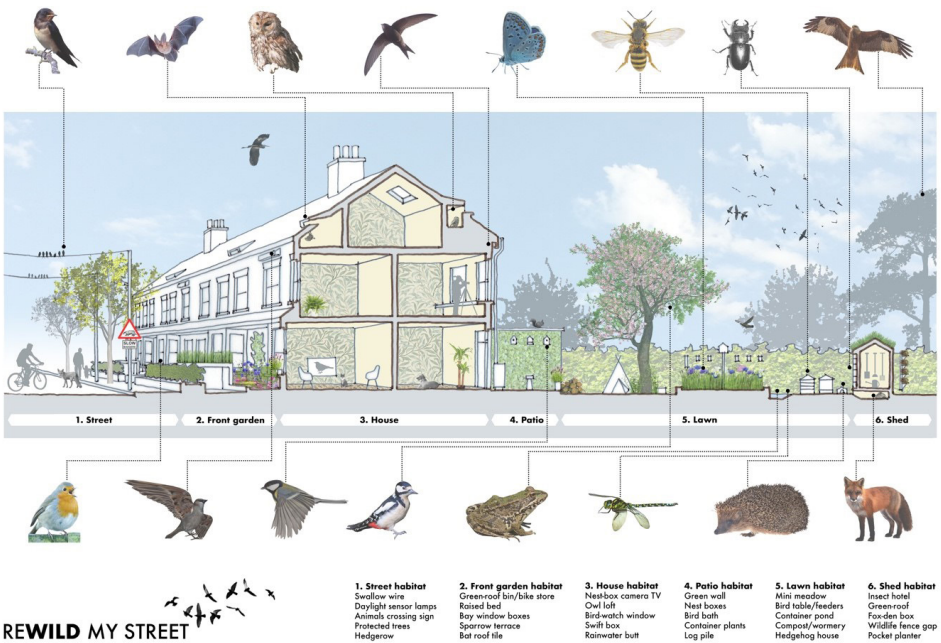 SLOW
1. Street
2. Front garden
3. House
4. Patio
5. Lawn
6. Shed
REWILD MY STREET
1. Street habitat
Swallow wire
Daylight sensor lamps
Animals crossing sign
Protected trees
Hedgerow
2. Front garden habitat
Green-roof bin/bike store
Raised bed
Bay window boxes
Sparrow terrace
Bat roof tile
3. House habitat
Nest-box camera TV
Owl loft
Bird-watch window
Swift box
Rainwater butt
4. Patio habitat
Green wall
Nest boxes
Bird bath
Container plants
Log pile
5. Lawn habitat
Mini meadow
Bird table/feeders
Container pond
Compost/wormery
Hedgehog house
6. Shed habitat
Insect hotel
Green-roof
Fox-den box
Wildlife fence gap
Pocket planter